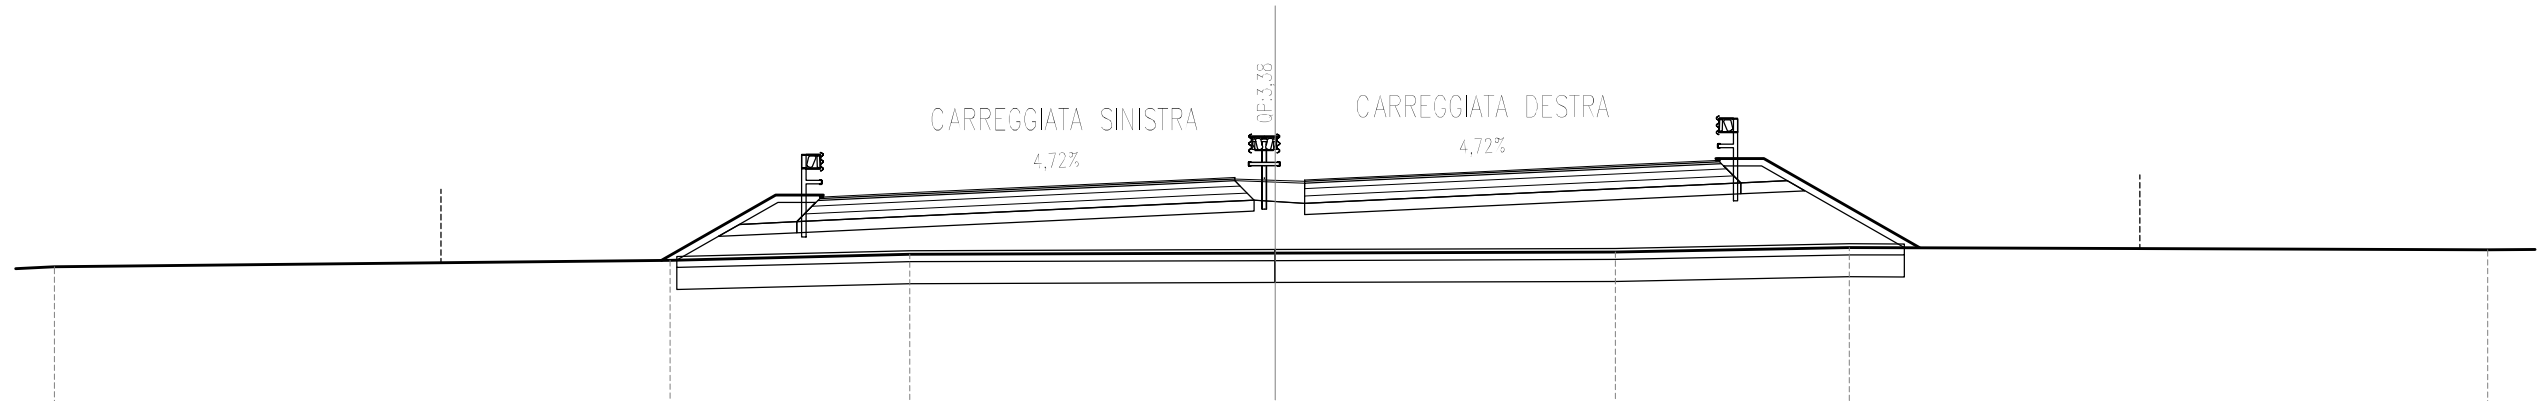 CARREGGIATA SINISTRA
4,72%
QP:3.38
CARREGGIATA DESTRA
4,72%